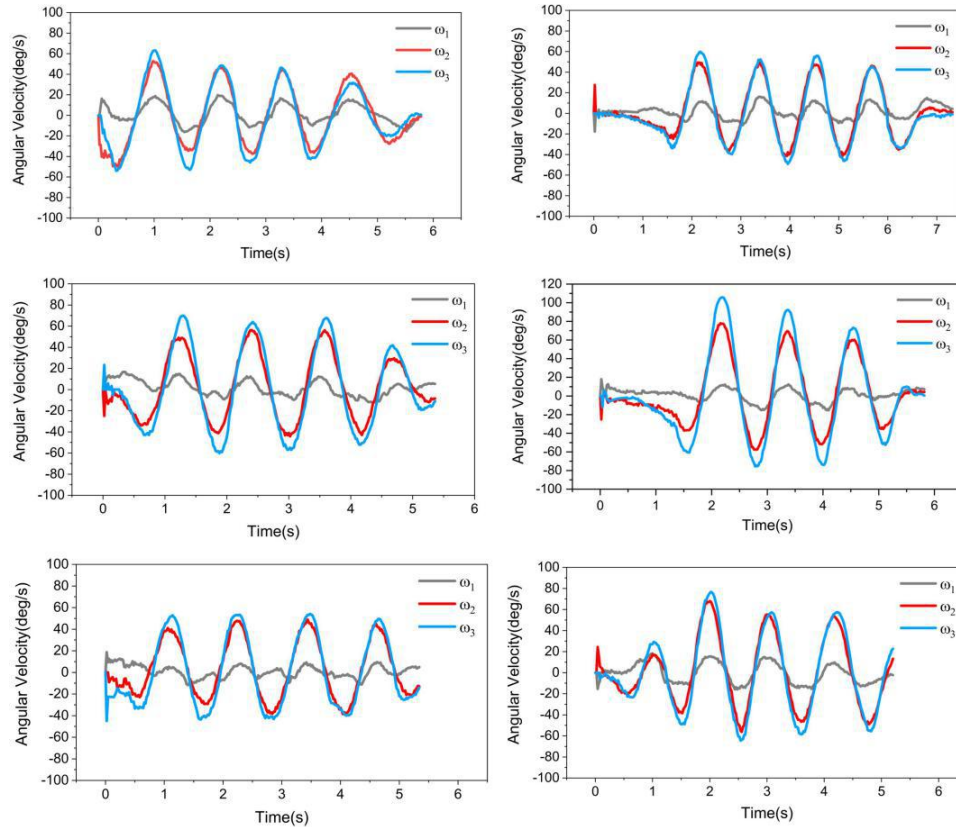 100
80
60
40
20
0
-20
-40
-60
-80
-100
Angular Velocity(deg/s)
0 1 2 3 4 5 6
Time(s)
ω1
ω2
ω3
100
80
60
40
20
0
-20
-40
-60
-80
-100
Angular Velocity(deg/s)
0 1 2 3 4 5 6 7
Time(s)
ω1
ω2
ω3
100
80
60
40
20
0
-20
-40
-60
-80
-100
Angular Velocity(deg/s)
0 1 2 3 4 5 6
Time(s)
ω1
ω2
ω3
120
100
80
60
40
20
0
-20
-40
-60
-80
-100
Angular Velocity(deg/s)
0 1 2 3 4 5 6
Time(s)
ω1
ω2
ω3
100
80
60
40
20
0
-20
-40
-60
-80
-100
Angular Velocity(deg/s)
0 1 2 3 4 5 6
Time(s)
ω1
ω2
ω3
100
80
60
40
20
0
-20
-40
-60
-80
-100
Angular Velocity(deg/s)
0 1 2 3 4 5 6
Time(s)
ω1
ω2
ω3